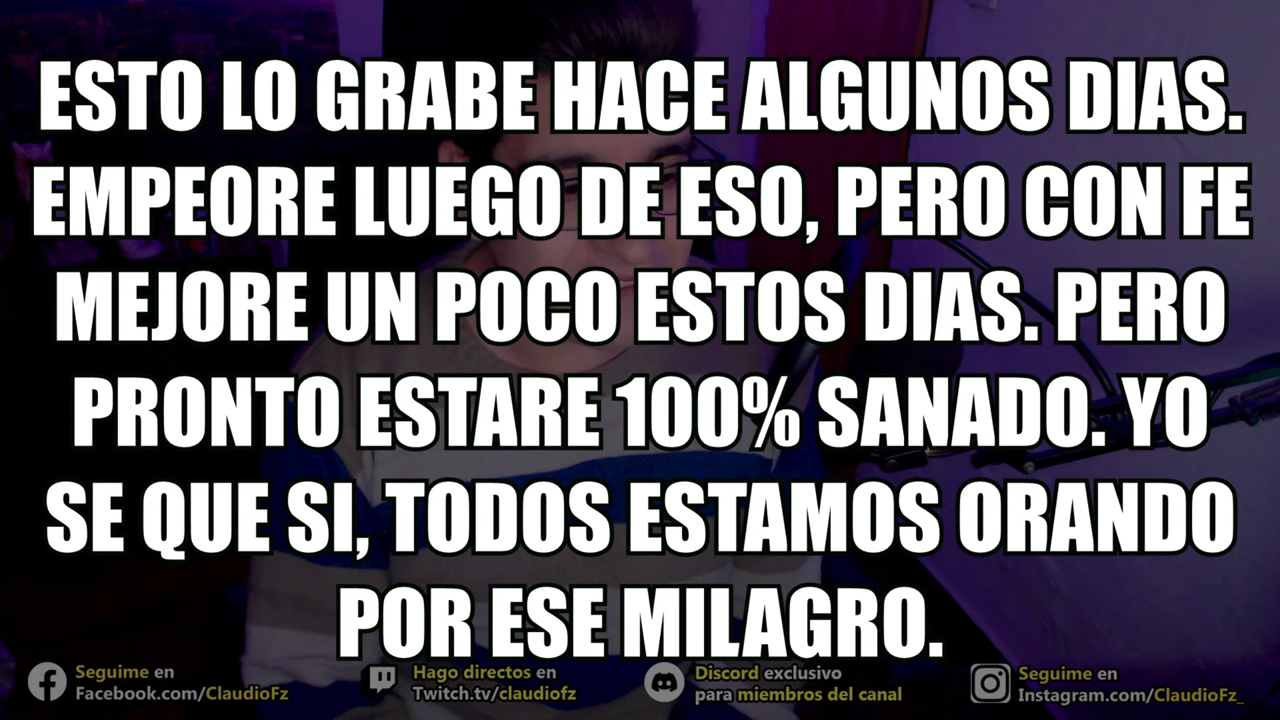 ESTO LO GRABE HACE ALGUNOS DIAS.
EMPEORE LUEGO DE ESO, PERO CON FE
MEJORE UN POCO ESTOS DIAS. PERO
PRONTO ESTARE 100% SANADO. YO
SE QUE SI, TODOS ESTAMOS ORANDO
POR ESE MILAGRO.
Seguime en
Facebook.com/ClaudioFz
Hago directos en
Twitch.tv/claudiofz
Discord exclusivo
para miembros del canal
Seguime en
Instagram.com/ClaudioFz_